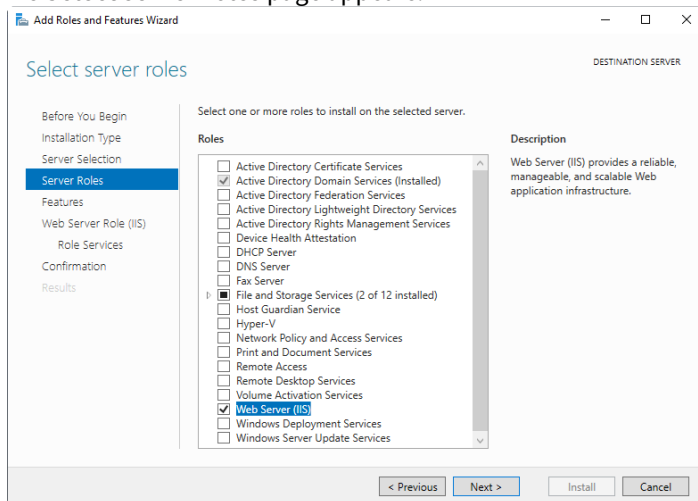 Add Roles and Features Wizard
Select server roles
DESTINATION SERVER
Before You Begin
Installation Type
Server Selection
Server Roles
Features
Web Server Role (IIS)
Role Services
Confirmation
Results
Select one or more roles to install on the selected server.
Roles
Active Directory Certificate Services
Active Directory Domain Services (Installed)
Active Directory Federation Services
Active Directory Lightweight Directory Services
Active Directory Rights Management Services
Device Health Attestation
DHCP Server
DNS Server
Fax Server
File and Storage Services (2 of 12 installed)
Host Guardian Service
Hyper-V
Network Policy and Access Services
Print and Document Services
Remote Access
Remote Desktop Services
Volume Activation Services
Web Server (IIS)
Windows Deployment Services
Windows Server Update Services
Description
Web Server (IIS) provides a reliable,
manageable, and scalable Web
application infrastructure.
< Previous
Next >
Install
Cancel